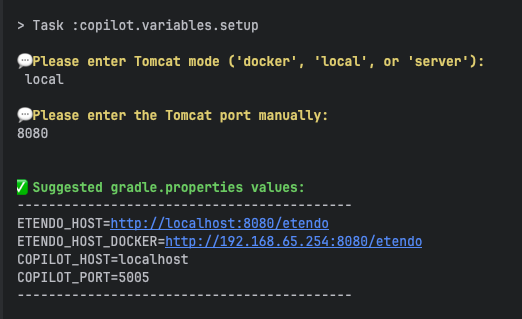 > Task :copilot.variables.setup
💬Please enter Tomcat mode ('docker', 'local', or 'server'):
local
💬Please enter the Tomcat port manually:
8080
✅ Suggested gradle.properties values:
-------------------------------------------
ETENDO_HOST=http://localhost:8080/etendo
ETENDO_HOST_DOCKER=http://192.168.65.254:8080/etendo
COPILOT_HOST=localhost
COPILOT_PORT=5005
-------------------------------------------